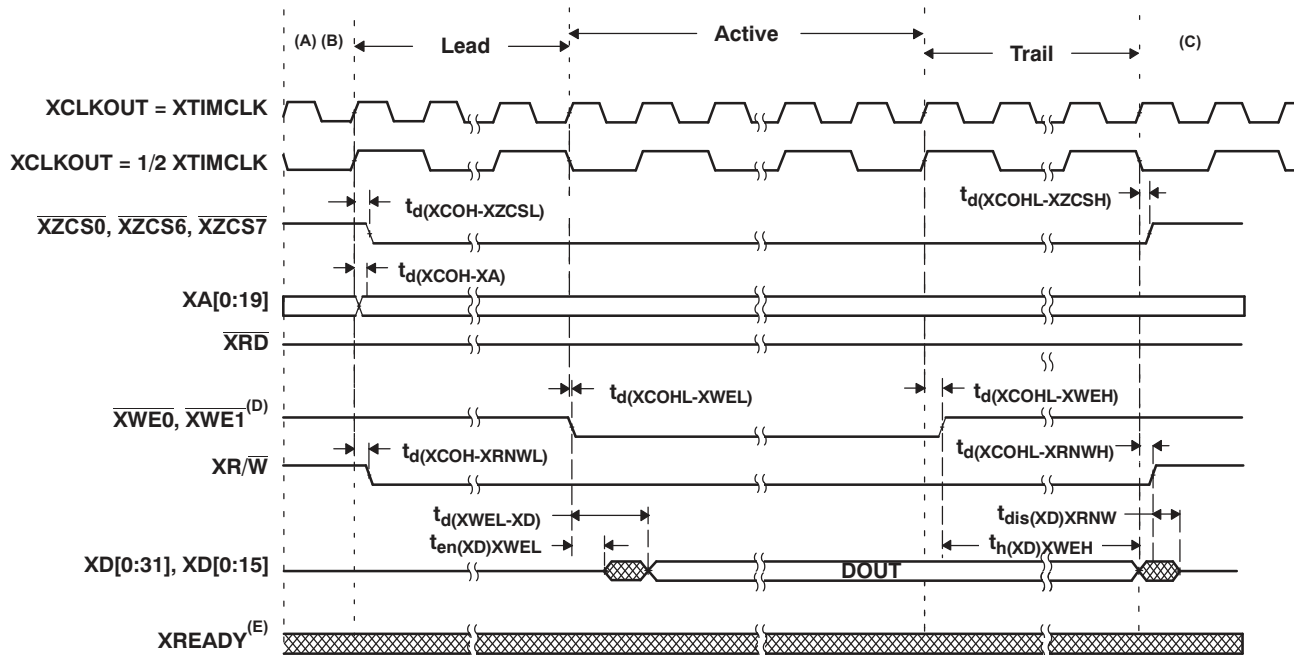 (A) (B)
Lead
Active
Trail
(C)
XCLKOUT = XTIMCLK
XCLKOUT = 1/2 XTIMCLK
td(XCOH-XZCSL)
td(XCOHL-XZCSH)
XZCS0, XZCS6, XZCS7
td(XCOH-XA)
XA[0:19]
XRD
td(XCOHL-XWEL)
td(XCOHL-XWEH)
XWE0, XWE1(D)
td(XCOH-XRNWL)
td(XCOHL-XRNWH)
XR/W
td(XWEL-XD)
tdis(XD)XRNW
ten(XD)XWEL
th(XD)XWEH
XD[0:31], XD[0:15]
DOUT
XREADY(E)